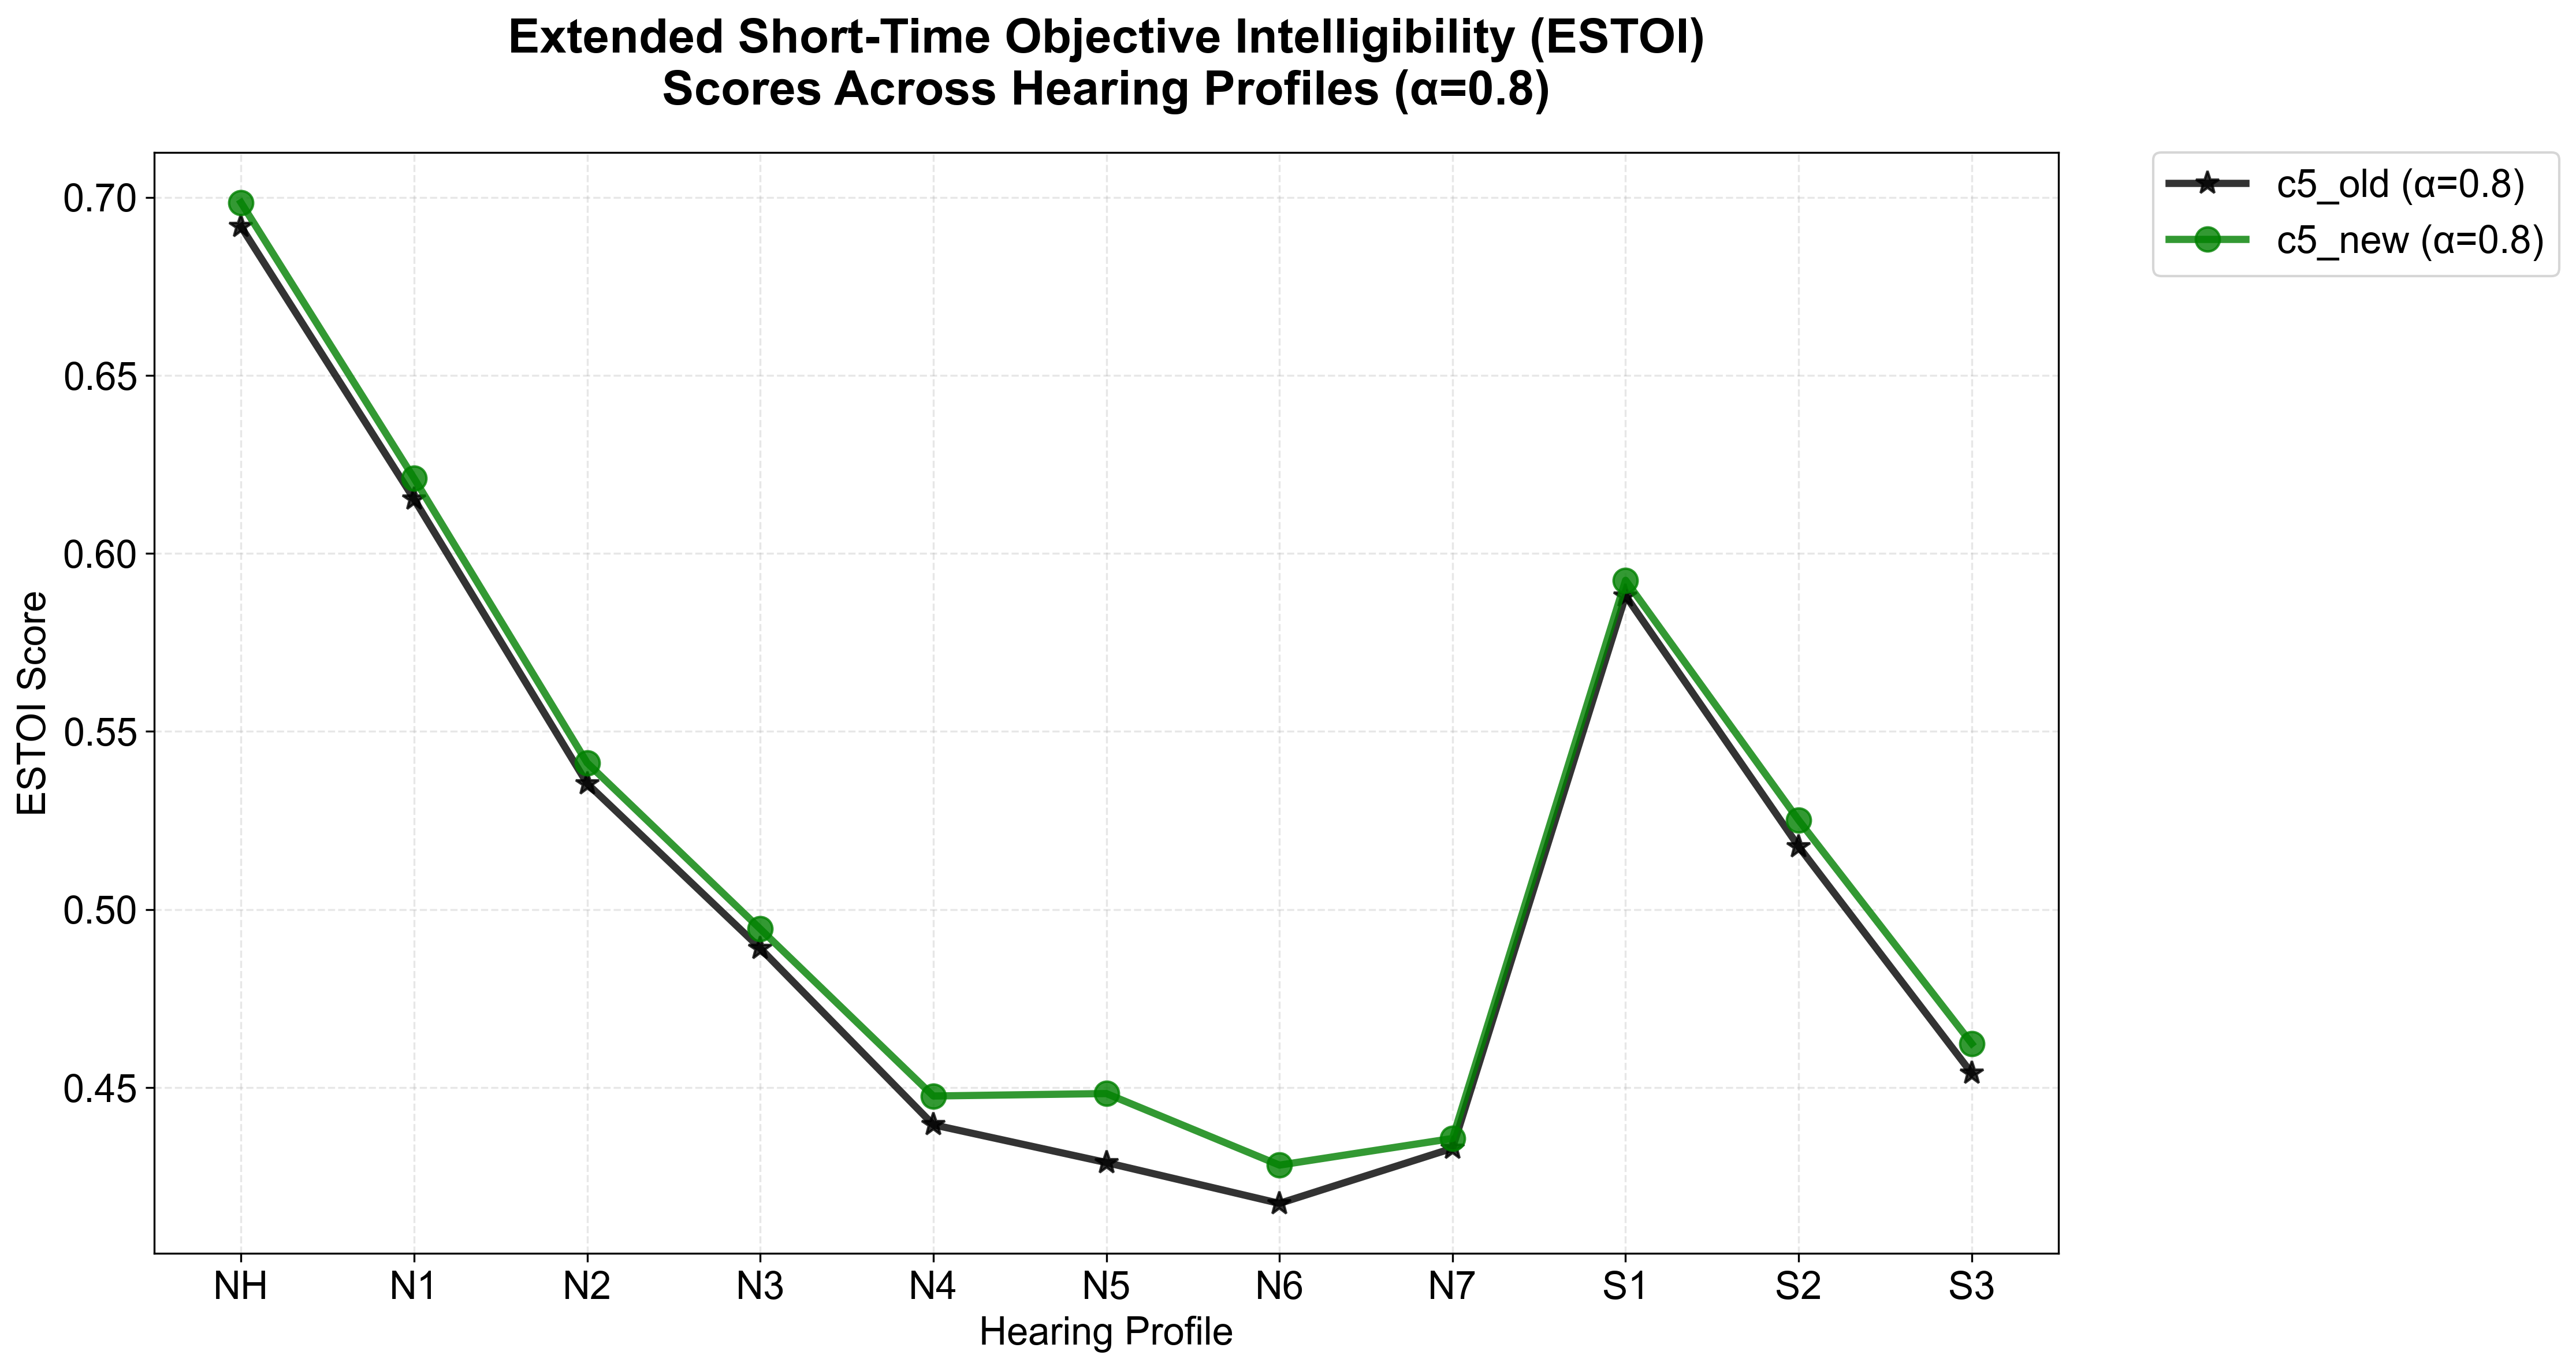 Extended Short-Time Objective Intelligibility (ESTOI)
Scores Across Hearing Profiles (α=0.8)
c5_old (α=0.8)
c5_new (α=0.8)
ESTOI Score
0.70
0.65
0.60
0.55
0.50
0.45
NH N1 N2 N3 N4 N5 N6 N7 S1 S2 S3
Hearing Profile